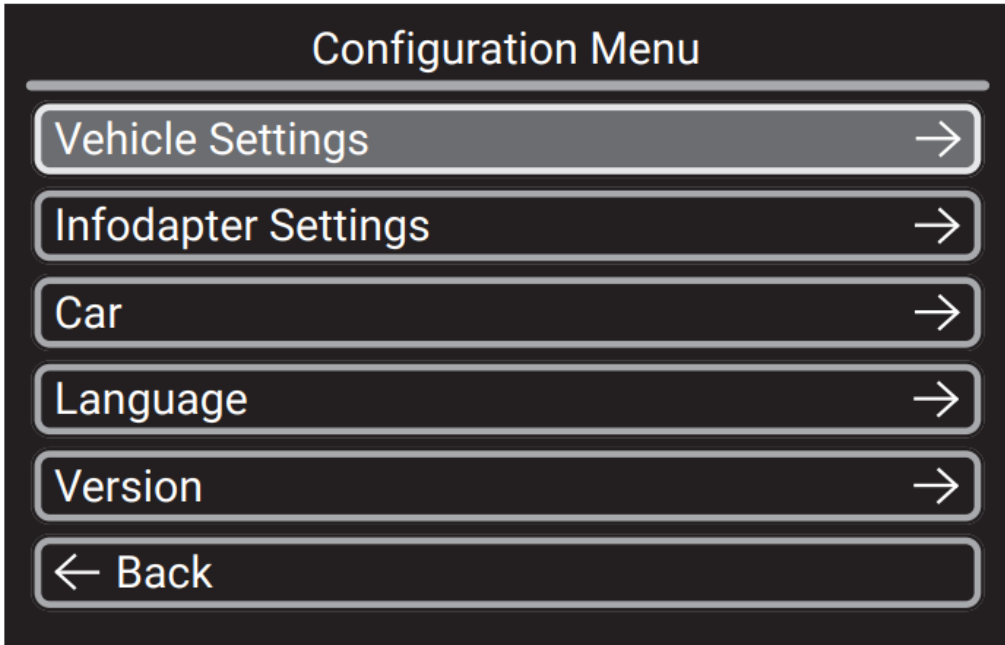 Configuration Menu
Vehicle Settings
Infodapter Settings
Car
Language
Version
Back